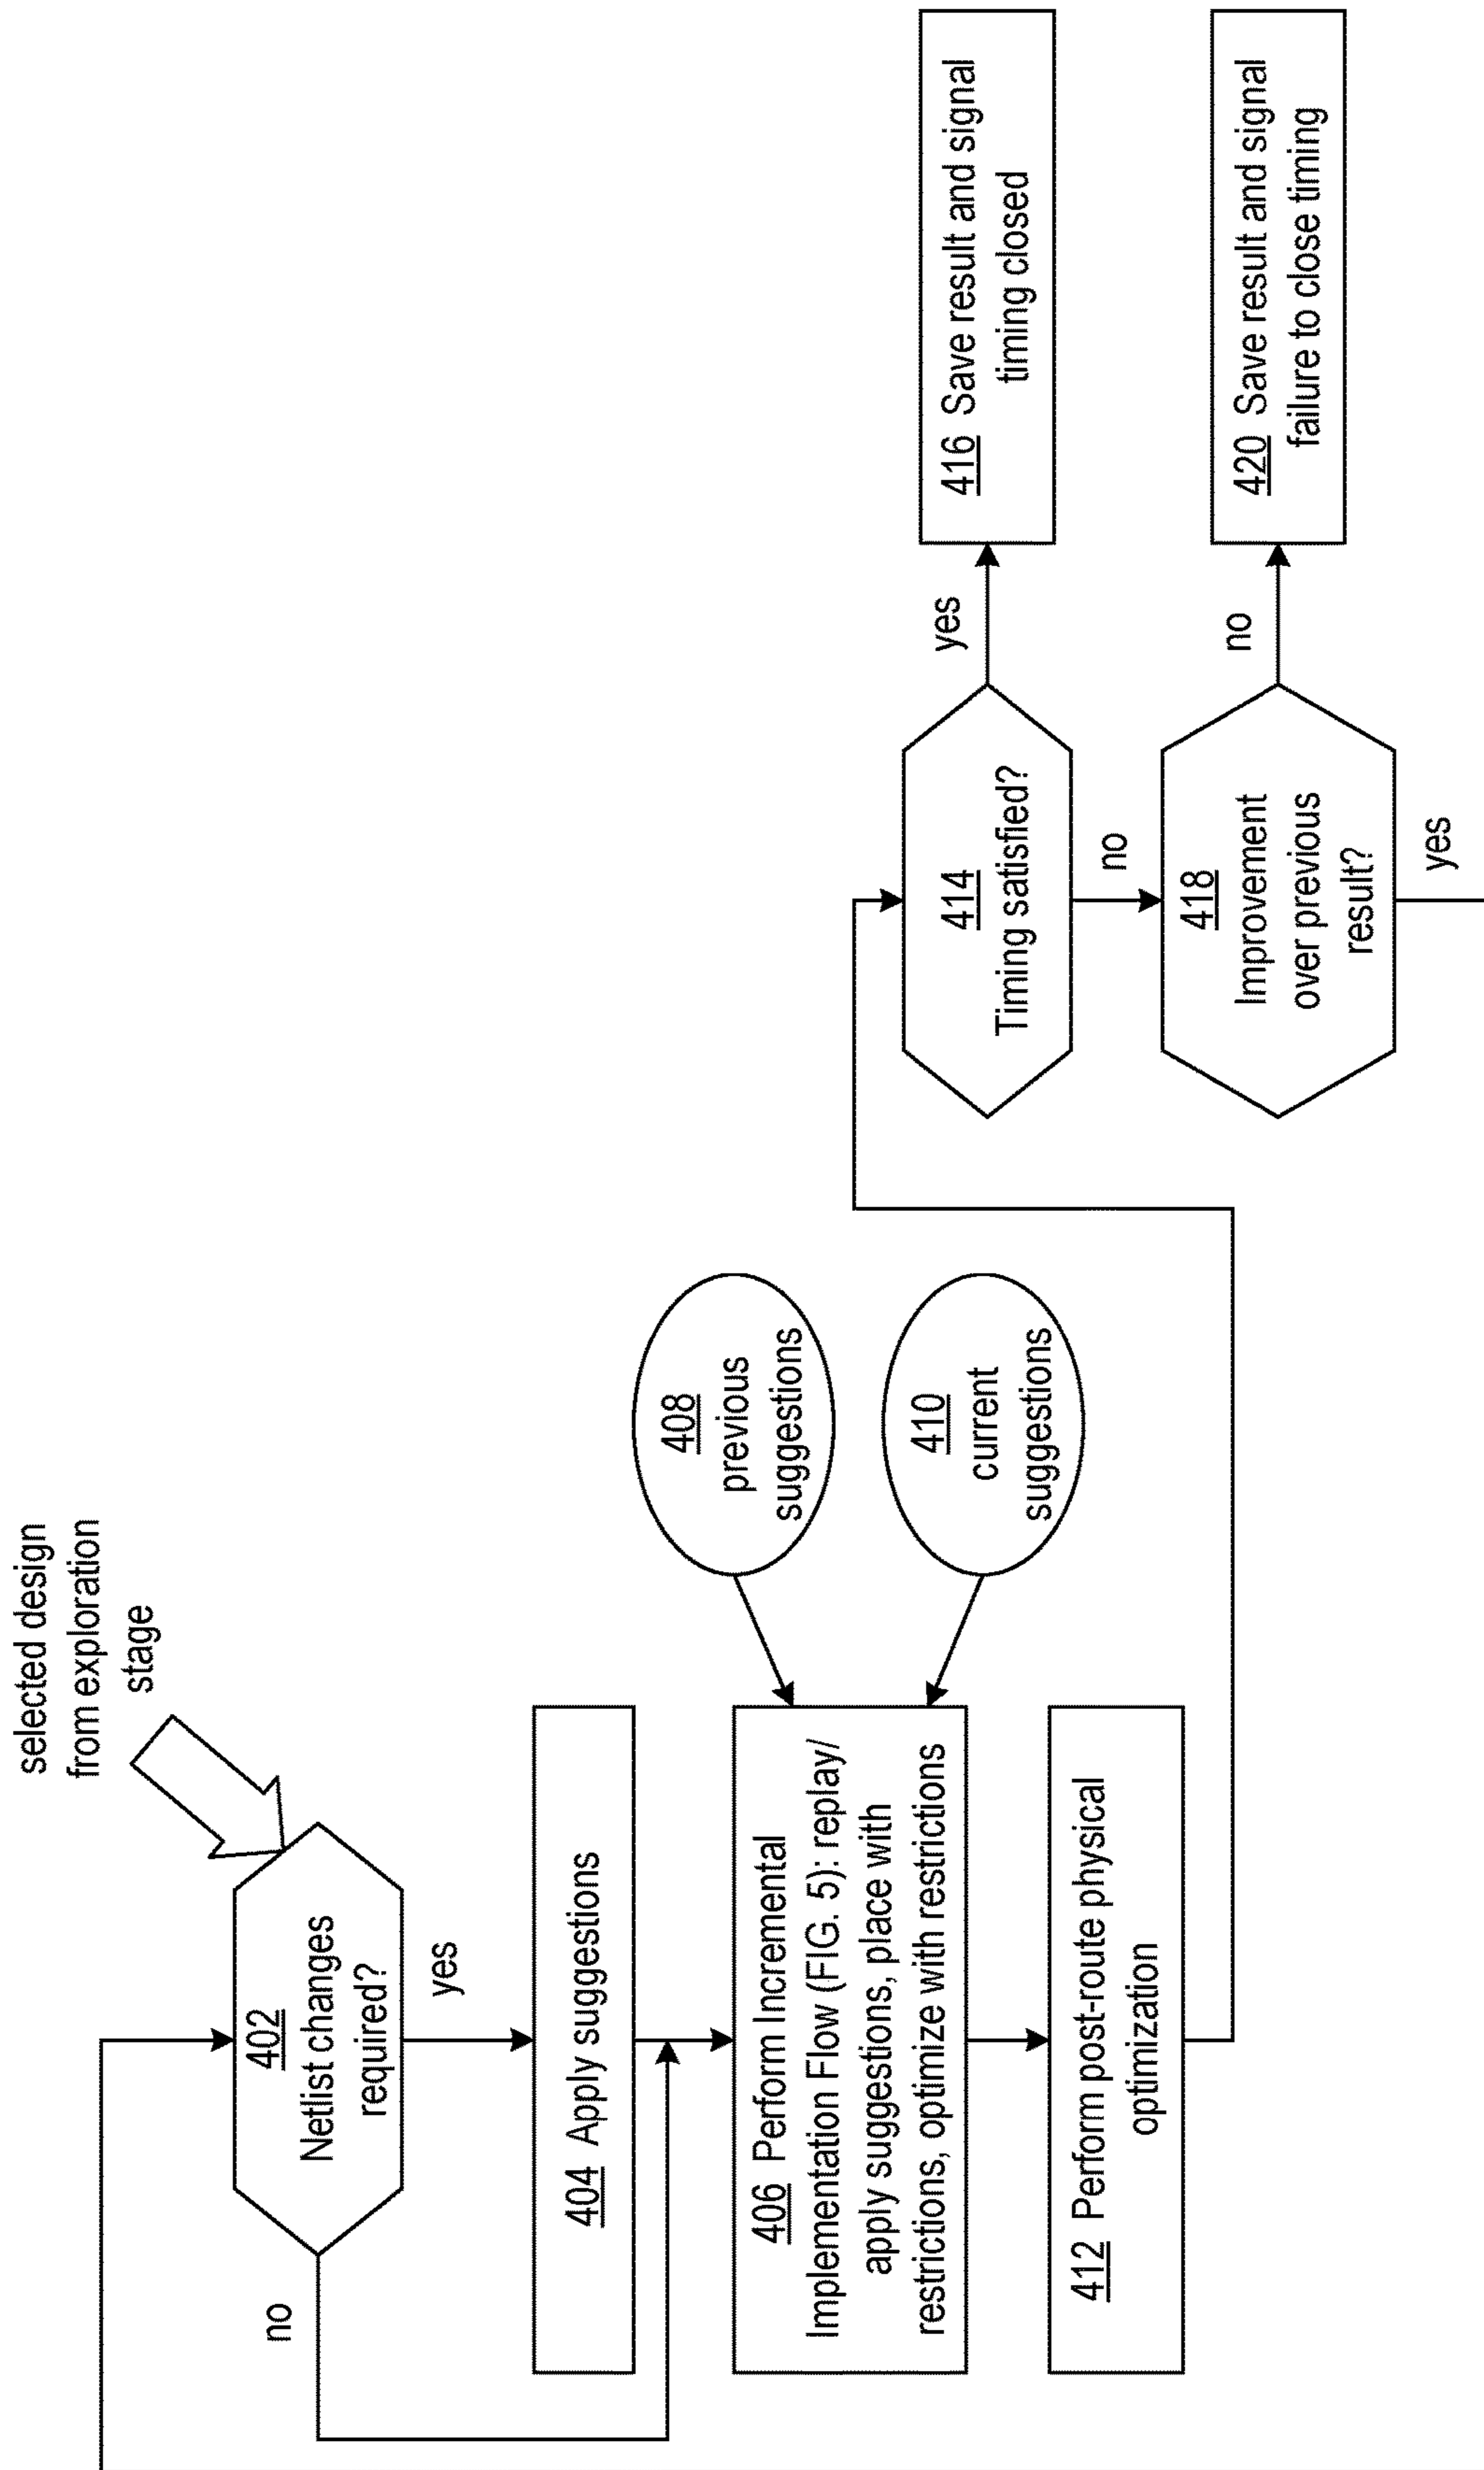 selected design
from exploration
stage
402
Netlist changes
required?
no
yes
404 Apply suggestions
406 Perform Incremental
Implementation Flow (FIG. 5): replay/
apply suggestions, place with
restrictions, optimize with restrictions
408
previous
suggestions
410
current
suggestions
412 Perform post-route physical
optimization
414
Timing satisfied?
yes
416 Save result and signal
timing closed
no
418
Improvement
over previous
result?
no
420 Save result and signal
failure to close timing
yes